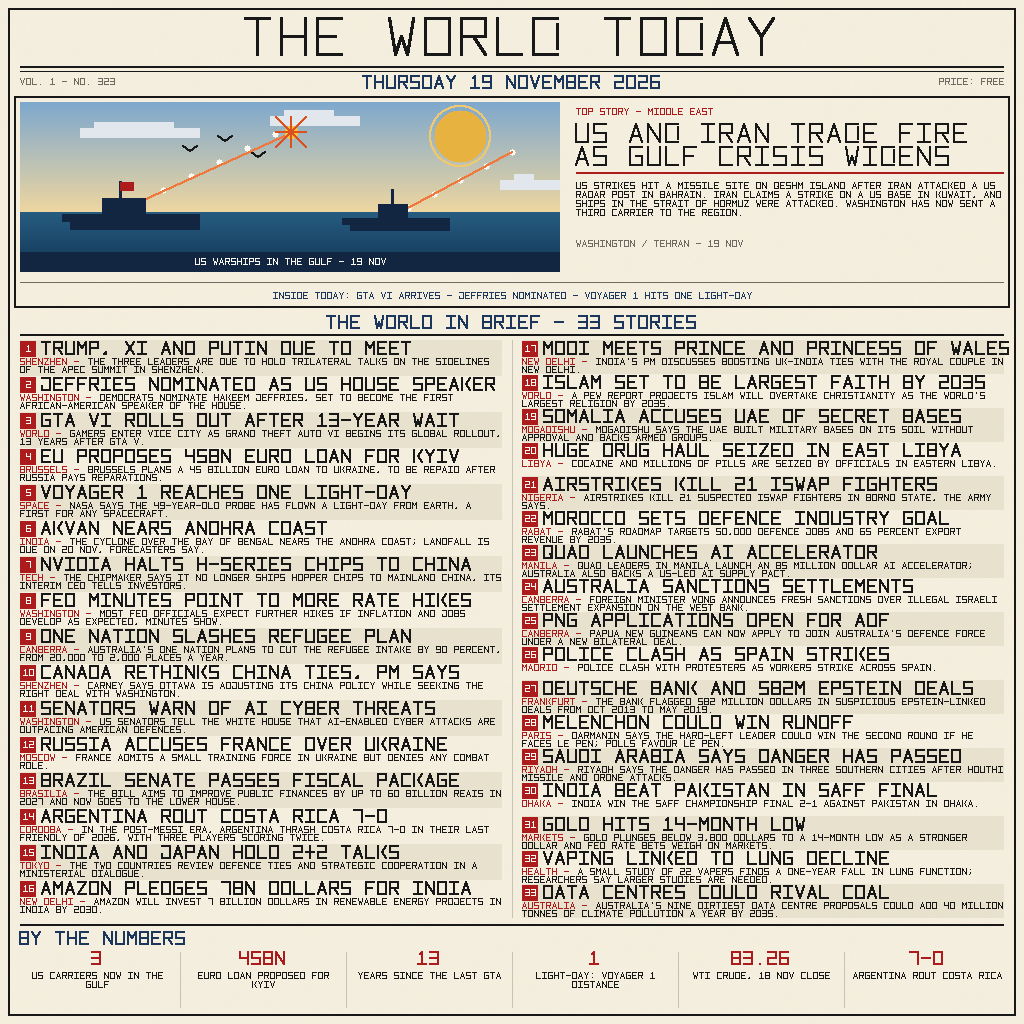 THE WORLD TODAY
VOL. 1 - NO. 323
THURSDAY 19 NOVEMBER 2026
PRICE: FREE
US WARSHIPS IN THE GULF - 19 NOV
TOP STORY - MIDDLE EAST
US AND IRAN TRADE FIRE
AS GULF CRISIS WIDENS
US STRIKES HIT A MISSILE SITE ON QESHM ISLAND AFTER IRAN ATTACKED A US
RADAR POST IN BAHRAIN. IRAN CLAIMS A STRIKE ON A US BASE IN KUWAIT, AND
SHIPS IN THE STRAIT OF HORMUZ WERE ATTACKED. WASHINGTON HAS NOW SENT A
THIRD CARRIER TO THE REGION.
WASHINGTON / TEHRAN - 19 NOV
INSIDE TODAY: GTA VI ARRIVES - JEFFRIES NOMINATED - VOYAGER 1 HITS ONE LIGHT-DAY
THE WORLD IN BRIEF - 33 STORIES
1 TRUMP, XI AND PUTIN DUE TO MEET
SHENZHEN - THE THREE LEADERS ARE DUE TO HOLD TRILATERAL TALKS ON THE SIDELINES
OF THE APEC SUMMIT IN SHENZHEN.
2 JEFFRIES NOMINATED AS US HOUSE SPEAKER
WASHINGTON - DEMOCRATS NOMINATE HAKEEM JEFFRIES, SET TO BECOME THE FIRST
AFRICAN-AMERICAN SPEAKER OF THE HOUSE.
3 GTA VI ROLLS OUT AFTER 13-YEAR WAIT
WORLD - GAMERS ENTER VICE CITY AS GRAND THEFT AUTO VI BEGINS ITS GLOBAL ROLLOUT,
13 YEARS AFTER GTA V.
4 EU PROPOSES 45BN EURO LOAN FOR KYIV
BRUSSELS - BRUSSELS PLANS A 45 BILLION EURO LOAN TO UKRAINE, TO BE REPAID AFTER
RUSSIA PAYS REPARATIONS.
5 VOYAGER 1 REACHES ONE LIGHT-DAY
SPACE - NASA SAYS THE 49-YEAR-OLD PROBE HAS FLOWN A LIGHT-DAY FROM EARTH, A
FIRST FOR ANY SPACECRAFT.
6 AKVAN NEARS ANDHRA COAST
INDIA - THE CYCLONE OVER THE BAY OF BENGAL NEARS THE ANDHRA COAST; LANDFALL IS
DUE ON 20 NOV, FORECASTERS SAY.
7 NVIDIA HALTS H-SERIES CHIPS TO CHINA
TECH - THE CHIPMAKER SAYS IT NO LONGER SHIPS HOPPER CHIPS TO MAINLAND CHINA, ITS
INTERIM CEO TELLS INVESTORS.
8 FED MINUTES POINT TO MORE RATE HIKES
WASHINGTON - MOST FED OFFICIALS EXPECT FURTHER HIKES IF INFLATION AND JOBS
DEVELOP AS EXPECTED, MINUTES SHOW.
9 ONE NATION SLASHES REFUGEE PLAN
CANBERRA - AUSTRALIA'S ONE NATION PLANS TO CUT THE REFUGEE INTAKE BY 90 PERCENT,
FROM 20,000 TO 2,000 PLACES A YEAR.
10 CANADA RETHINKS CHINA TIES, PM SAYS
SHENZHEN - CARNEY SAYS OTTAWA IS ADJUSTING ITS CHINA POLICY WHILE SEEKING THE
RIGHT DEAL WITH WASHINGTON.
11 SENATORS WARN OF AI CYBER THREATS
WASHINGTON - US SENATORS TELL THE WHITE HOUSE THAT AI-ENABLED CYBER ATTACKS ARE
OUTPACING AMERICAN DEFENCES.
12 RUSSIA ACCUSES FRANCE OVER UKRAINE
MOSCOW - FRANCE ADMITS A SMALL TRAINING FORCE IN UKRAINE BUT DENIES ANY COMBAT
ROLE.
13 BRAZIL SENATE PASSES FISCAL PACKAGE
BRASILIA - THE BILL AIMS TO IMPROVE PUBLIC FINANCES BY UP TO 60 BILLION REAIS IN
2027 AND NOW GOES TO THE LOWER HOUSE.
14 ARGENTINA ROUT COSTA RICA 7-0
CORDOBA - IN THE POST-MESSI ERA, ARGENTINA THRASH COSTA RICA 7-0 IN THEIR LAST
FRIENDLY OF 2026, WITH THREE PLAYERS SCORING TWICE.
15 INDIA AND JAPAN HOLD 2+2 TALKS
TOKYO - THE TWO COUNTRIES REVIEW DEFENCE TIES AND STRATEGIC COOPERATION IN A
MINISTERIAL DIALOGUE.
16 AMAZON PLEDGES 7BN DOLLARS FOR INDIA
NEW DELHI - AMAZON WILL INVEST 7 BILLION DOLLARS IN RENEWABLE ENERGY PROJECTS IN
INDIA BY 2030.
17 MODI MEETS PRINCE AND PRINCESS OF WALES
NEW DELHI - INDIA'S PM DISCUSSES BOOSTING UK-INDIA TIES WITH THE ROYAL COUPLE IN
NEW DELHI.
18 ISLAM SET TO BE LARGEST FAITH BY 2035
WORLD - A PEW REPORT PROJECTS ISLAM WILL OVERTAKE CHRISTIANITY AS THE WORLD'S
LARGEST RELIGION BY 2035.
19 SOMALIA ACCUSES UAE OF SECRET BASES
MOGADISHU - MOGADISHU SAYS THE UAE BUILT MILITARY BASES ON ITS SOIL WITHOUT
APPROVAL AND BACKS ARMED GROUPS.
20 HUGE DRUG HAUL SEIZED IN EAST LIBYA
LIBYA - COCAINE AND MILLIONS OF PILLS ARE SEIZED BY OFFICIALS IN EASTERN LIBYA.
21 AIRSTRIKES KILL 21 ISWAP FIGHTERS
NIGERIA - AIRSTRIKES KILL 21 SUSPECTED ISWAP FIGHTERS IN BORNO STATE, THE ARMY
SAYS.
22 MOROCCO SETS DEFENCE INDUSTRY GOAL
RABAT - RABAT'S ROADMAP TARGETS 50,000 DEFENCE JOBS AND 65 PERCENT EXPORT
REVENUE BY 2035.
23 QUAD LAUNCHES AI ACCELERATOR
MANILA - QUAD LEADERS IN MANILA LAUNCH AN 85 MILLION DOLLAR AI ACCELERATOR;
AUSTRALIA ALSO BACKS A US-LED AI SUPPLY PACT.
24 AUSTRALIA SANCTIONS SETTLEMENTS
CANBERRA - FOREIGN MINISTER WONG ANNOUNCES FRESH SANCTIONS OVER ILLEGAL ISRAELI
SETTLEMENT EXPANSION ON THE WEST BANK.
25 PNG APPLICATIONS OPEN FOR ADF
CANBERRA - PAPUA NEW GUINEANS CAN NOW APPLY TO JOIN AUSTRALIA'S DEFENCE FORCE
UNDER A NEW BILATERAL DEAL.
26 POLICE CLASH AS SPAIN STRIKES
MADRID - POLICE CLASH WITH PROTESTERS AS WORKERS STRIKE ACROSS SPAIN.
27 DEUTSCHE BANK AND 582M EPSTEIN DEALS
FRANKFURT - THE BANK FLAGGED 582 MILLION DOLLARS IN SUSPICIOUS EPSTEIN-LINKED
DEALS FROM OCT 2013 TO MAY 2019.
28 MELENCHON COULD WIN RUNOFF
PARIS - DARMANIN SAYS THE HARD-LEFT LEADER COULD WIN THE SECOND ROUND IF HE
FACES LE PEN; POLLS FAVOUR LE PEN.
29 SAUDI ARABIA SAYS DANGER HAS PASSED
RIYADH - RIYADH SAYS THE DANGER HAS PASSED IN THREE SOUTHERN CITIES AFTER HOUTHI
MISSILE AND DRONE ATTACKS.
30 INDIA BEAT PAKISTAN IN SAFF FINAL
DHAKA - INDIA WIN THE SAFF CHAMPIONSHIP FINAL 2-1 AGAINST PAKISTAN IN DHAKA.
31 GOLD HITS 14-MONTH LOW
MARKETS - GOLD PLUNGES BELOW 3,800 DOLLARS TO A 14-MONTH LOW AS A STRONGER
DOLLAR AND FED RATE BETS WEIGH ON MARKETS.
32 VAPING LINKED TO LUNG DECLINE
HEALTH - A SMALL STUDY OF 22 VAPERS FINDS A ONE-YEAR FALL IN LUNG FUNCTION;
RESEARCHERS SAY LARGER STUDIES ARE NEEDED.
33 DATA CENTRES COULD RIVAL COAL
AUSTRALIA - AUSTRALIA'S NINE DIRTIEST DATA CENTRE PROPOSALS COULD ADD 40 MILLION
TONNES OF CLIMATE POLLUTION A YEAR BY 2035.
BY THE NUMBERS
3
US CARRIERS NOW IN THE
GULF
45BN
EURO LOAN PROPOSED FOR
KYIV
13
YEARS SINCE THE LAST GTA
1
LIGHT-DAY: VOYAGER 1
DISTANCE
83.26
WTI CRUDE, 18 NOV CLOSE
7-0
ARGENTINA ROUT COSTA RICA